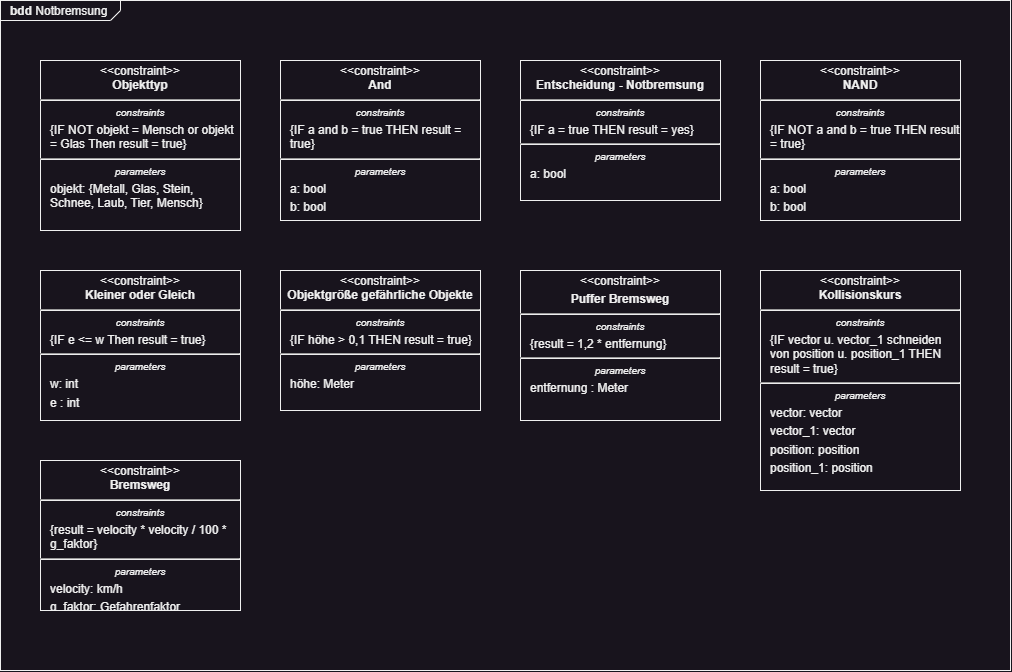 bdd Notbremsung
<<constraint>>
Objekttyp
constraints
{IF NOT objekt = Mensch or objekt
= Glas Then result = true}
parameters
objekt: {Metall, Glas, Stein,
Schnee, Laub, Tier, Mensch}
<<constraint>>
And
constraints
{IF a and b = true THEN result =
true}
parameters
a: bool
b: bool
<<constraint>>
Entscheidung - Notbremsung
constraints
{IF a = true THEN result = yes}
parameters
a: bool
<<constraint>>
NAND
constraints
{IF NOT a and b = true THEN result
= true}
parameters
a: bool
b: bool
<<constraint>>
Kleiner oder Gleich
constraints
{IF e <= w Then result = true}
parameters
w: int
e : int
<<constraint>>
Objektgröße gefährliche Objekte
constraints
{IF höhe > 0,1 THEN result = true}
parameters
höhe: Meter
<<constraint>>
Puffer Bremsweg
constraints
{result = 1,2 * entfernung}
parameters
entfernung : Meter
<<constraint>>
Kollisionskurs
constraints
{IF vector u. vector_1 schneiden
von position u. position_1 THEN
result = true}
parameters
vector: vector
vector_1: vector
position: position
position_1: position
<<constraint>>
Bremsweg
constraints
{result = velocity * velocity / 100 *
g_faktor}
parameters
velocity: km/h
g_faktor: Gefahrenfaktor